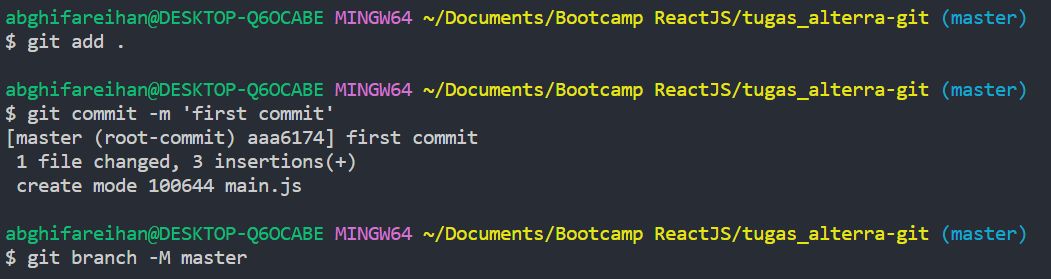 abghifareihan@DESKTOP-Q6OCABE MINGW64 ~/Documents/Bootcamp ReactJS/tugas_alterra-git (master)
$ git add .
abghifareihan@DESKTOP-Q6OCABE MINGW64 ~/Documents/Bootcamp ReactJS/tugas_alterra-git (master)
$ git commit -m 'first commit'
[master (root-commit) aaa6174] first commit
 1 file changed, 3 insertions(+)
 create mode 100644 main.js
abghifareihan@DESKTOP-Q6OCABE MINGW64 ~/Documents/Bootcamp ReactJS/tugas_alterra-git (master)
$ git branch -M master